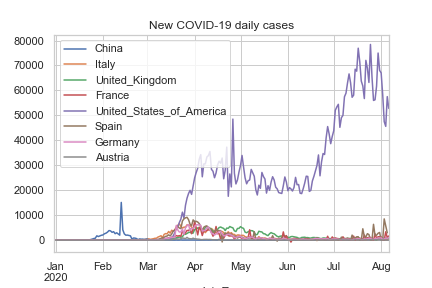 New COVID-19 daily cases
80000
70000
60000
50000
40000
30000
20000
10000
0
China
Italy
United_Kingdom
France
United_States_of_America
Spain
Germany
Austria
Jan Feb Mar Apr May Jun Jul Aug
2020